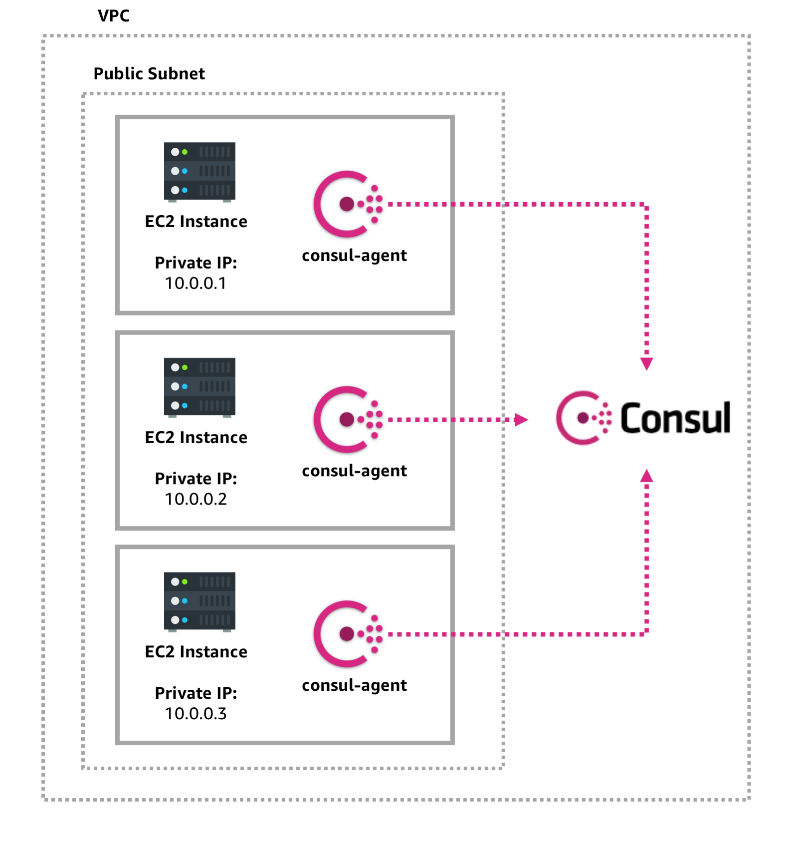 VPC
Public Subnet
EC2 Instance
Private IP:
10.0.0.1
consul-agent
EC2 Instance
Private IP:
10.0.0.2
consul-agent
Consul
EC2 Instance
Private IP:
10.0.0.3
consul-agent